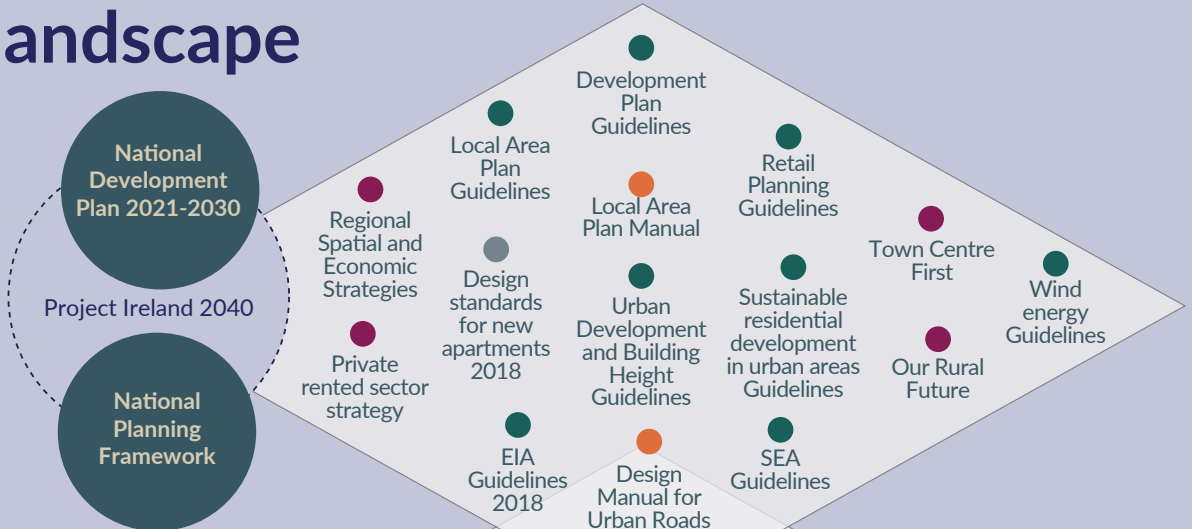 andscape
National
Development
Plan 2021-2030
Project Ireland 2040
National
Planning
Framework
Regional
Spatial and
Economic
Strategies
Private
rented sector
strategy
Local Area
Plan
Guidelines
Design
standards
for new
apartments
2018
EIA
Guidelines
2018
Development
Plan
Guidelines
Local Area
Plan Manual
Urban
Development
and Building
Height
Guidelines
Design
Manual for
Urban Roads
Retail
Planning
Guidelines
Sustainable
residential
development
in urban areas
Guidelines
SEA
Guidelines
Town Centre
First
Our Rural
Future
Wind
energy
Guidelines